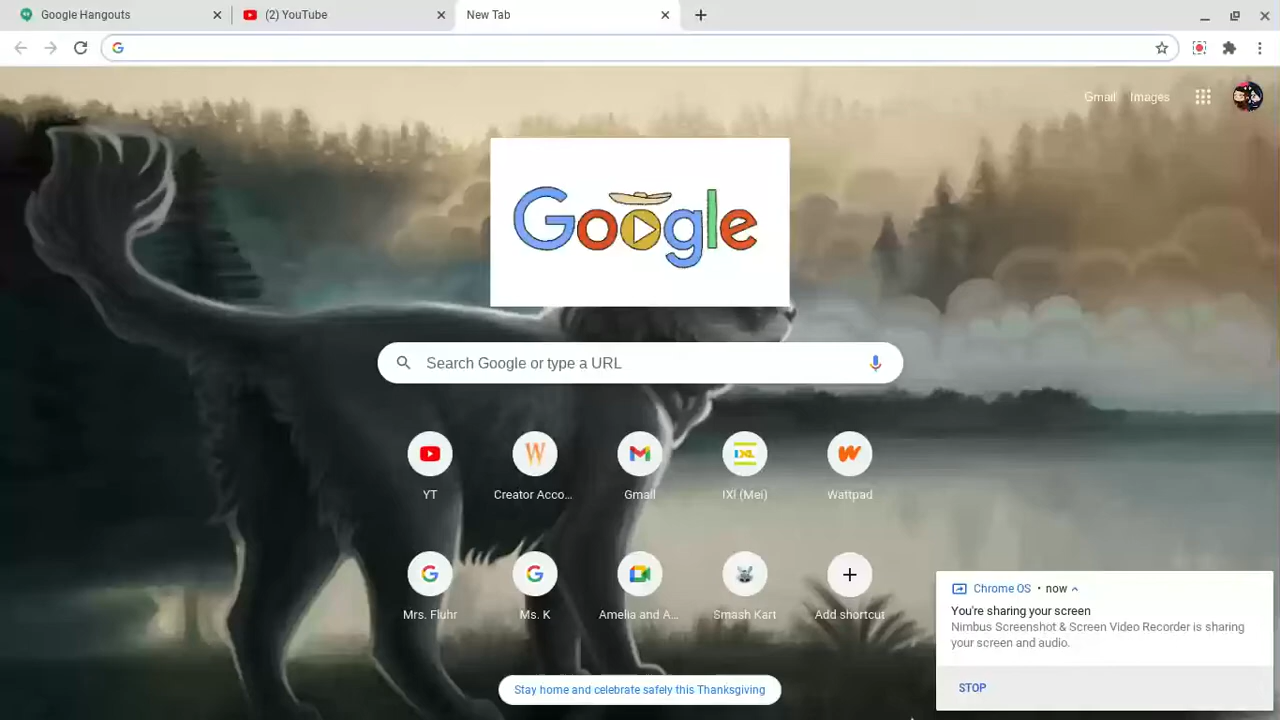 Google Hangouts
(2) YouTube
New Tab
Gmail Images
Google
Search Google or type a URL
YT
Creator Acco...
Gmail
IXl (Mei)
Wattpad
Mrs. Fluhr
Ms. K
Amelia and A...
Smash Kart
Add shortcut
Stay home and celebrate safely this Thanksgiving
Chrome OS • now
You're sharing your screen
Nimbus Screenshot & Screen Video Recorder is sharing
your screen and audio.
STOP